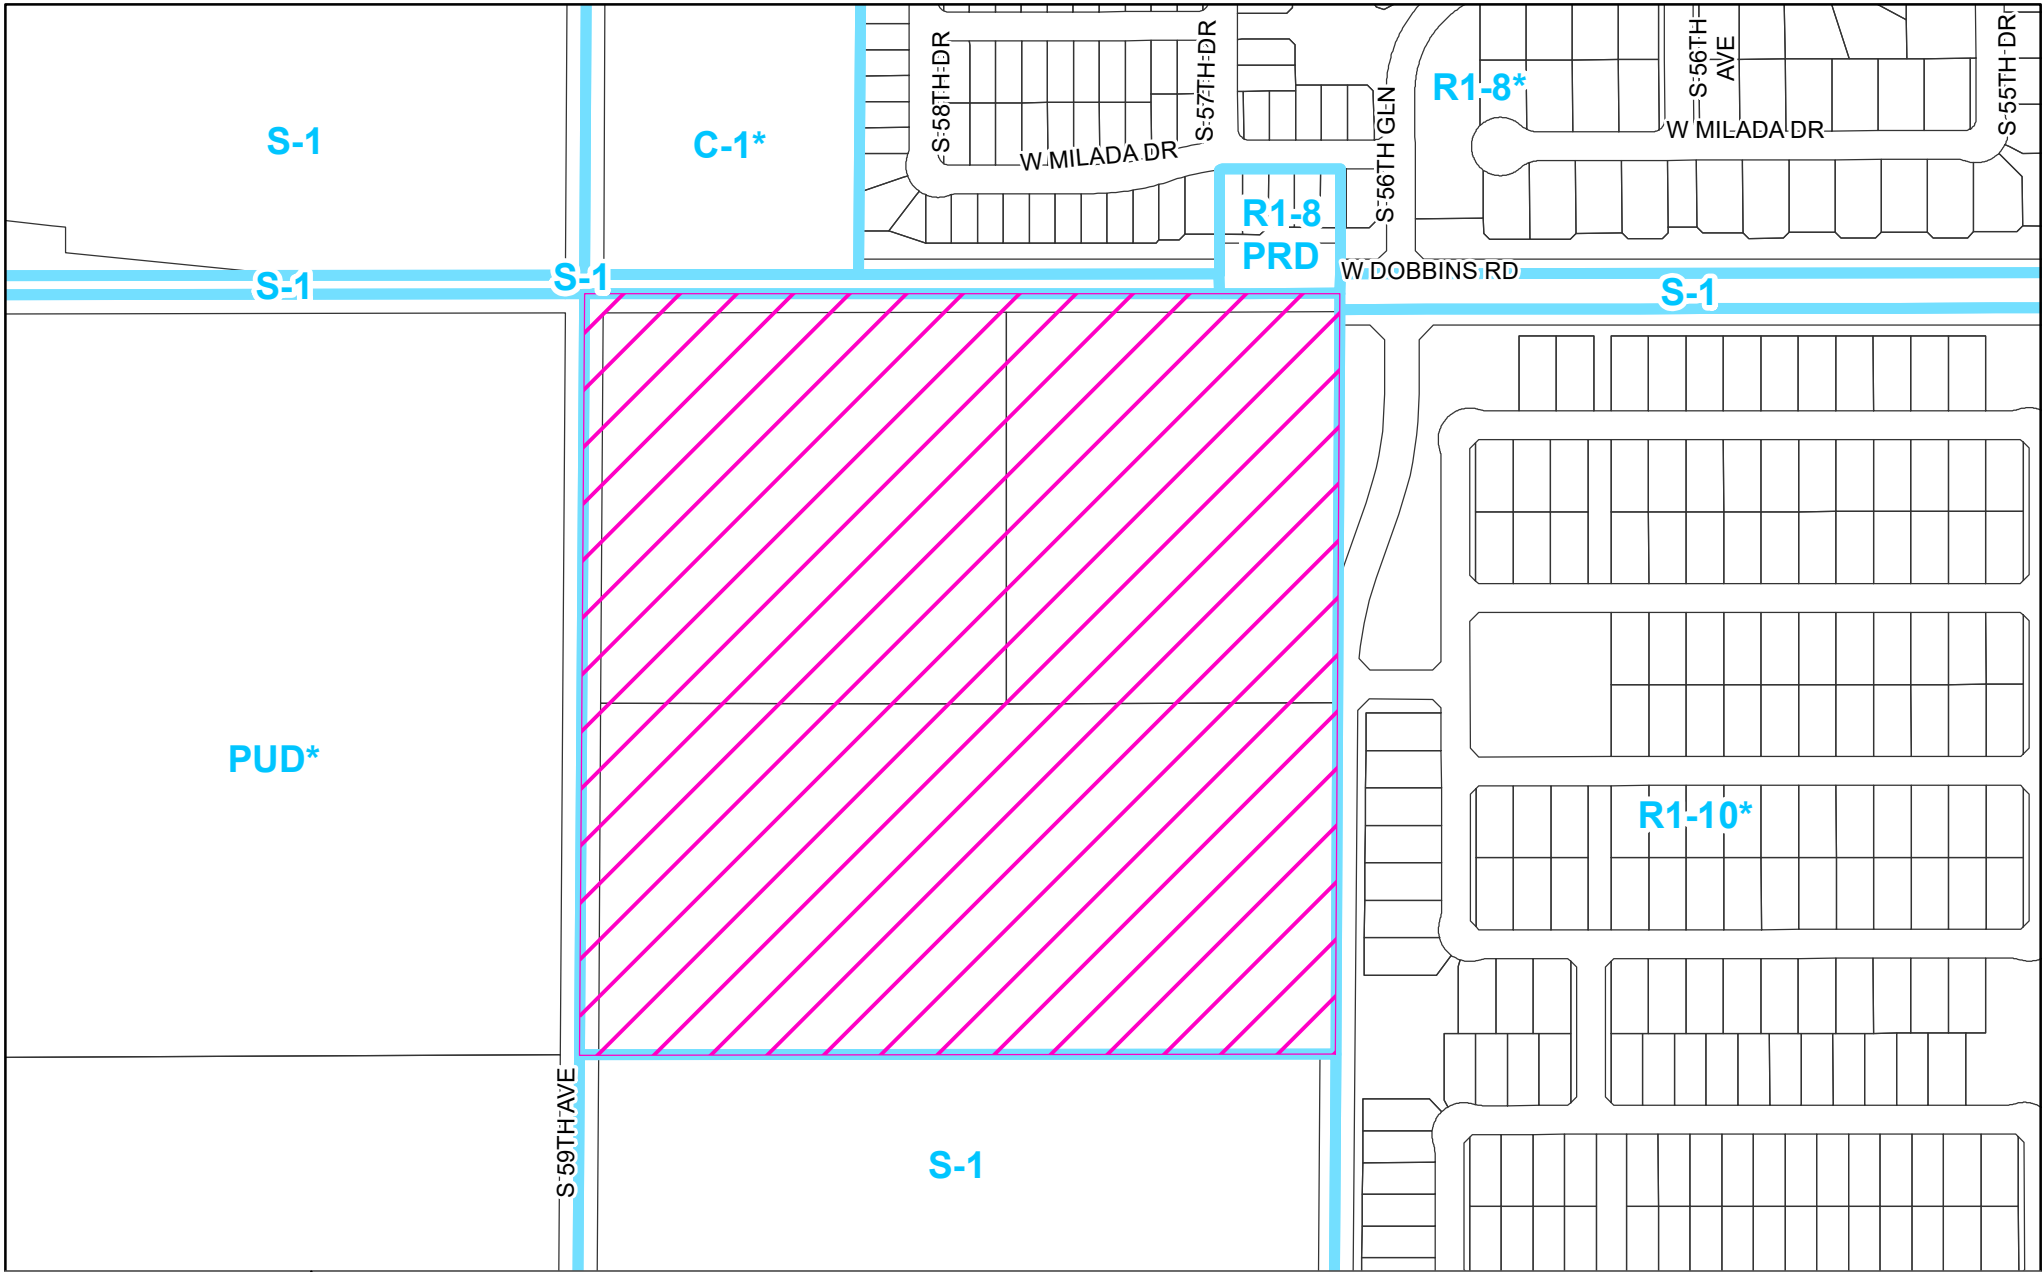 S-1
C-1*
S 58TH DR
S 57TH DR
W MILADA DR
S 56TH GLN
R1-8*
S 56TH
AVE
W MILADA DR
S 55TH DR
R1-8
PRD
S-1
S-1
W DOBBINS RD
S-1
PUD*
R1-10*
S 59TH AVE
S-1